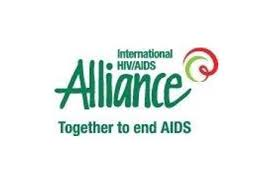 International
HIV/AIDS
Alliance
Together to end AIDS